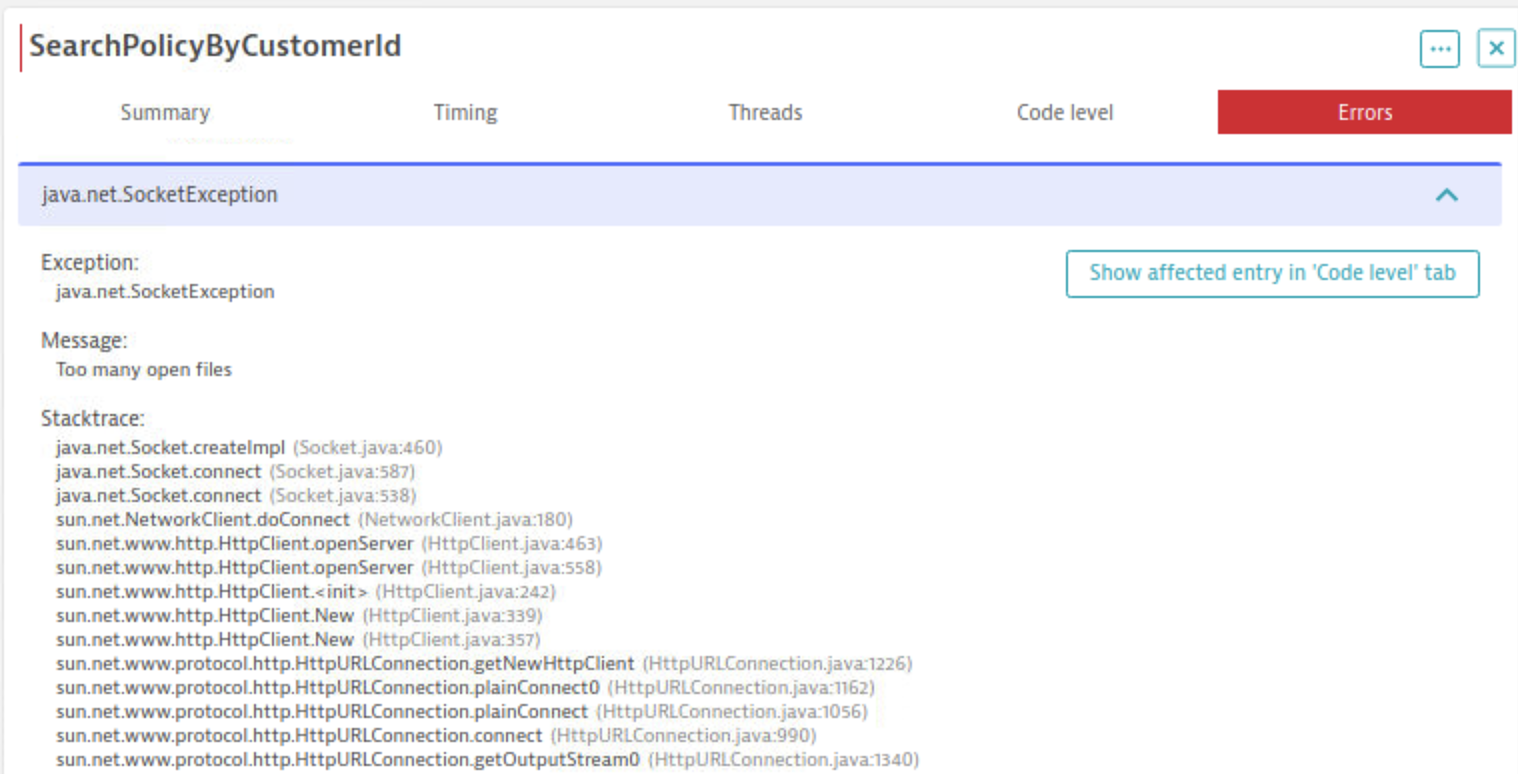 SearchPolicyByCustomerId
Summary Timing Threads Code level Errors
java.net.SocketException
Exception:
java.net.SocketException
Show affected entry in 'Code level' tab
Message:
Too many open files
Stacktrace:
java.net.Socket.createImpl (Socket.java:460)
java.net.Socket.connect (Socket.java:587)
java.net.Socket.connect (Socket.java:538)
sun.net.NetworkClient.doConnect (NetworkClient.java:180)
sun.net.www.http.HttpClient.openServer (HttpClient.java:463)
sun.net.www.http.HttpClient.openServer (HttpClient.java:558)
sun.net.www.http.HttpClient.<init> (HttpClient.java:242)
sun.net.www.http.HttpClient.New (HttpClient.java:339)
sun.net.www.http.HttpClient.New (HttpClient.java:357)
sun.net.www.protocol.http.HttpURLConnection.getNewHttpClient (HttpURLConnection.java:1226)
sun.net.www.protocol.http.HttpURLConnection.plainConnect0 (HttpURLConnection.java:1162)
sun.net.www.protocol.http.HttpURLConnection.plainConnect (HttpURLConnection.java:1056)
sun.net.www.protocol.http.HttpURLConnection.connect (HttpURLConnection.java:990)
sun.net.www.protocol.http.HttpURLConnection.getOutputStream0 (HttpURLConnection.java:1340)